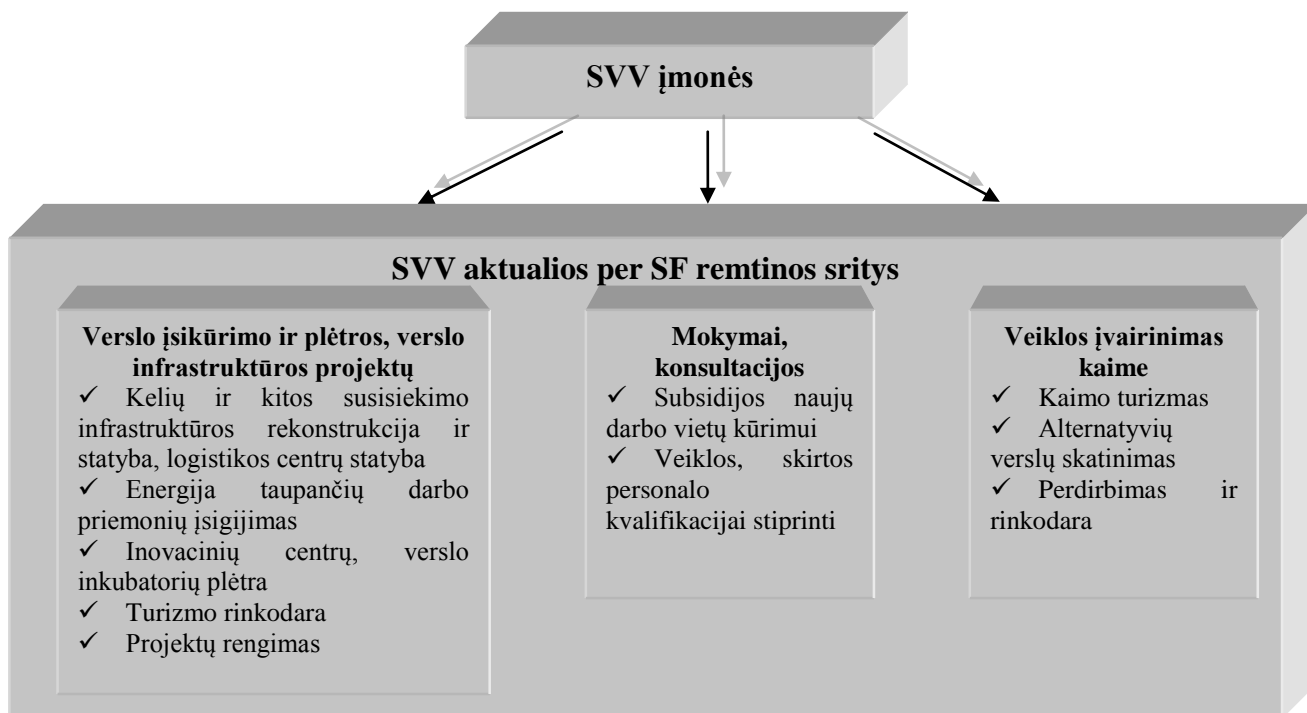 SVV įmonės
SVV aktualios per SF remtinos sritys
Verslo įsikūrimo ir plėtros, verslo
infrastruktūros projektų
✓ Kelių ir kitos susisiekimo
infrastruktūros rekonstrukcija ir
statyba, logistikos centrų statyba
✓ Energija taupančių darbo
priemonių įsigijimas
✓ Inovacinių centrų, verslo
inkubatorių plėtra
✓ Turizmo rinkodara
✓ Projektų rengimas
Mokymai,
konsultacijos
✓ Subsidijos naujų
darbo vietų kūrimui
✓ Veiklos, skirtos
personalo
kvalifikacijai stiprinti
Veiklos įvairinimas
kaime
✓ Kaimo turizmas
✓ Alternatyvių
verslų skatinimas
✓ Perdirbimas ir
rinkodara